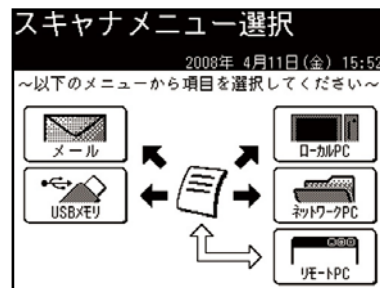 スキャナメニュー選択
2008年 4月11日(金) 15:52
～以下のメニューから項目を選択してください～
メール
ローカルPC
USBメモリ
ネットワークPC
リモートPC